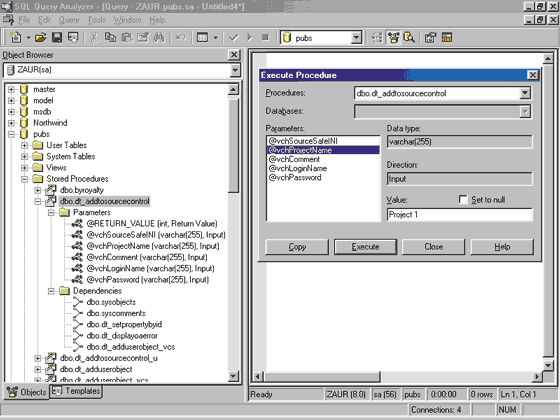 SQL Query Analyzer - [Query - ZAUR.pubs.sa - Untitled4*]
File Edit Query Tools Window Help
pubs
Object Browser
ZAUR(sa)
master
model
msdb
Northwind
pubs
User Tables
System Tables
Views
Stored Procedures
dbo.byroyalty
dbo.dt_addtosourcecontrol
Parameters
@RETURN_VALUE (int, Return Value)
@vchSourceSafeINI (varchar(255), Input)
@vchProjectName (varchar(255), Input)
@vchComment (varchar(255), Input)
@vchLoginName (varchar(255), Input)
@vchPassword (varchar(255), Input)
Dependencies
dbo.sysobjects
dbo.syscomments
dbo.dt_setpropertybyid
dbo.dt_displayoaerror
dbo.dt_adduserobject_vcs
dbo.dt_addtosourcecontrol_u
dbo.dt_adduserobject
dbo.dt_adduserobject_vcs
Objects Templates
Execute Procedure
Procedures: dbo.dt_addtosourcecontrol
Databases:
Parameters:
@vchSourceSafeINI
@vchProjectName
@vchComment
@vchLoginName
@vchPassword
Data type:
varchar(255)
Direction:
Input
Value: Set to null
Project 1
Copy Execute Close Help
Ready ZAUR (8.0) sa (56) pubs 0:00:00 0 rows Ln 1, Col 1
Connections: 4 NUM